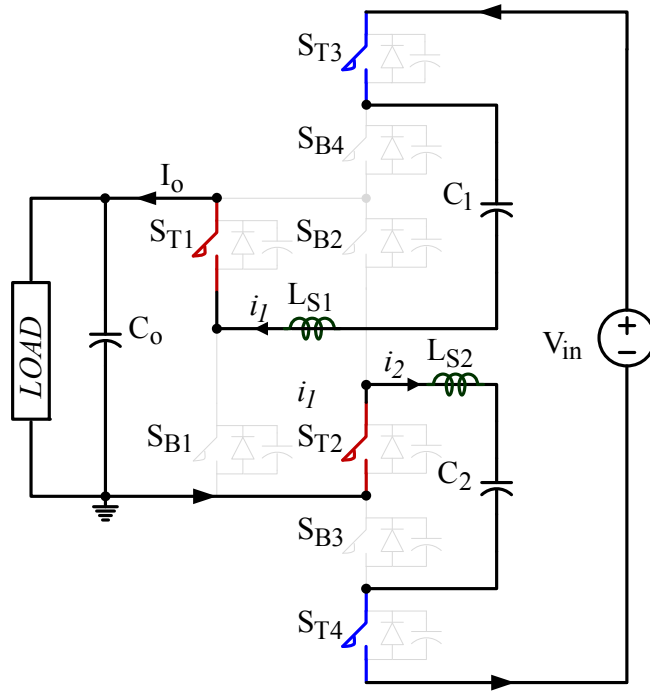 S_T3
S_B4
C_1
I_o
S_T1
S_B2
L_S1
i_1
C_o
LOAD
V_in
+
−
L_S2
i_2
i_1
S_B1
S_T2
C_2
S_B3
S_T4